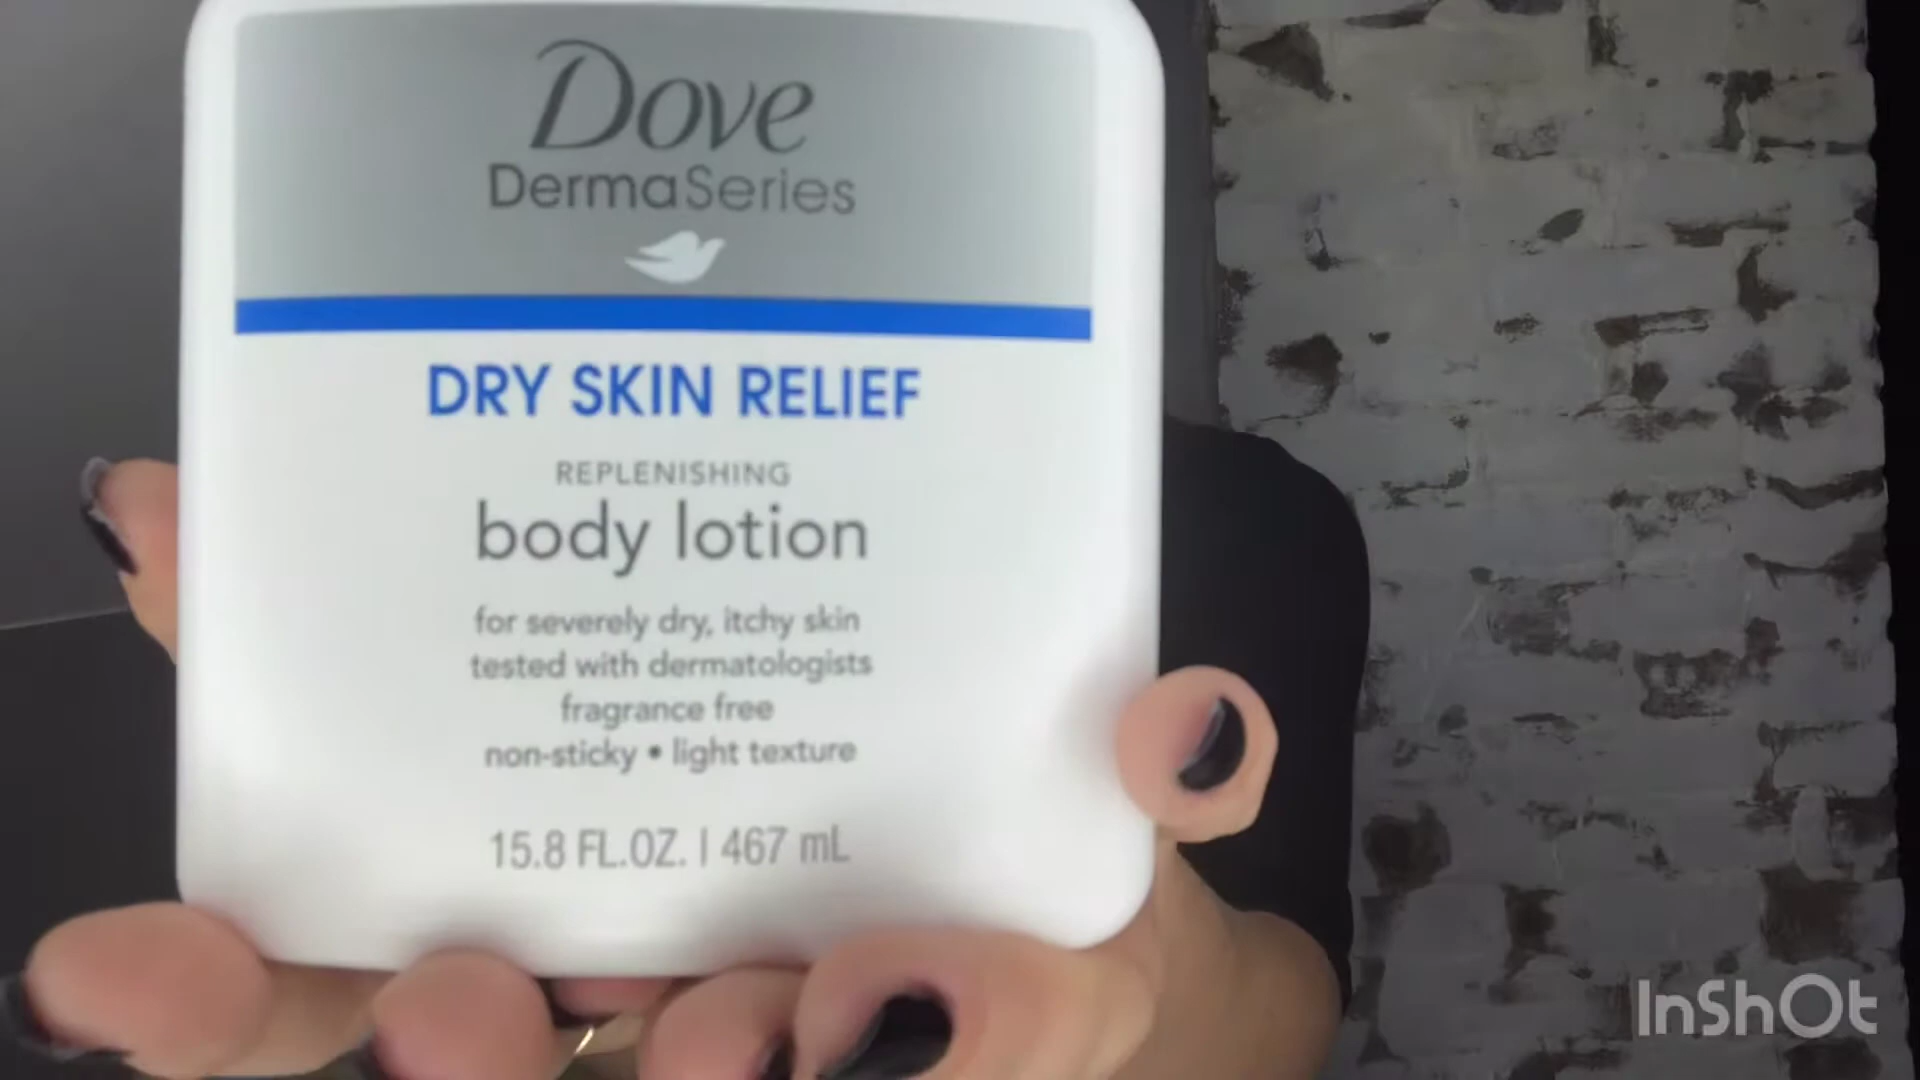 Dove
DermaSeries
DRY SKIN RELIEF
REPLENISHING
body lotion
for severely dry, itchy skin
tested with dermatologists
fragrance free
non-sticky • light texture
15.8 FL.OZ. | 467 mL
InShOt